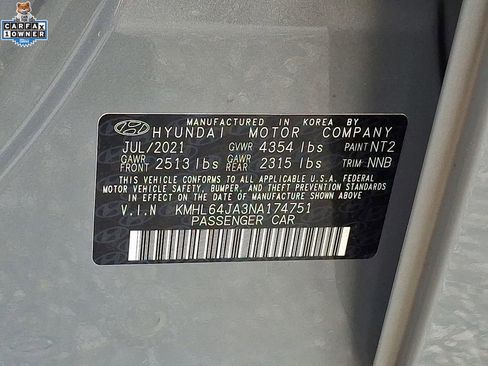 CARFAX
1 OWNER
MANUFACTURED IN KOREA BY
HYUNDAI MOTOR COMPANY
JUL/2021 GVWR 4354 lbs PAINT NT2
GAWR FRONT 2513 lbs GAWR REAR 2315 lbs TRIM NNB
THIS VEHICLE CONFORMS TO ALL APPLICABLE U.S.A. FEDERAL
MOTOR VEHICLE SAFETY, BUMPER, AND THEFT PREVENTION STANDARDS
IN EFFECT ON THE DATE OF MANUFACTURE SHOWN ABOVE.
V.I.N KMHL64JA3NA174751
PASSENGER CAR